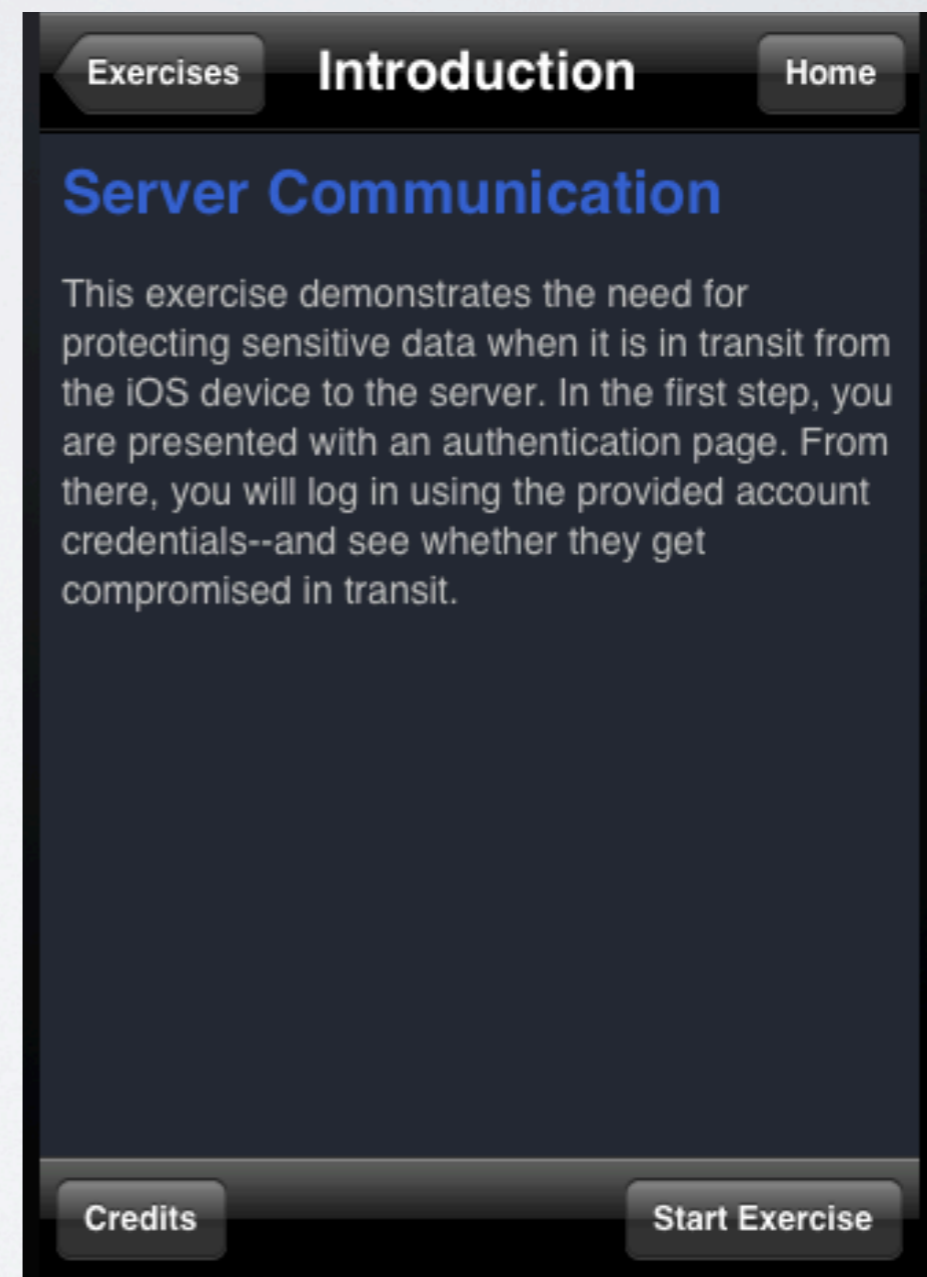 Exercises Introduction Home
Server Communication
This exercise demonstrates the need for
protecting sensitive data when it is in transit from
the iOS device to the server. In the first step, you
are presented with an authentication page. From
there, you will log in using the provided account
credentials--and see whether they get
compromised in transit.
Credits Start Exercise